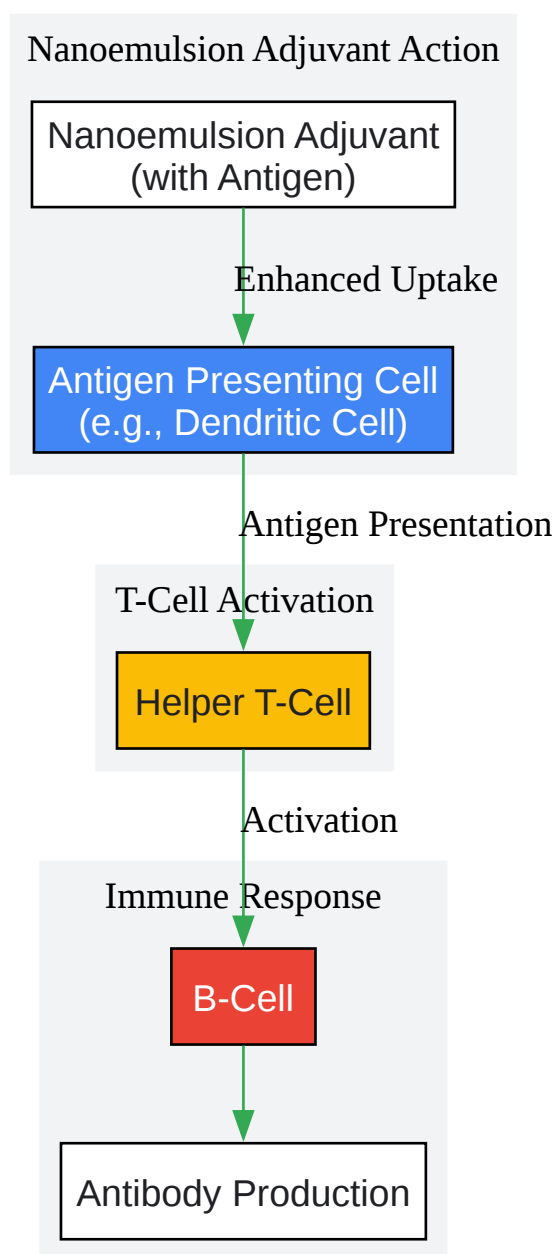 Nanoemulsion Adjuvant Action
Nanoemulsion Adjuvant
(with Antigen)
Enhanced Uptake
Antigen Presenting Cell
(e.g., Dendritic Cell)
Antigen Presentation
T-Cell Activation
Helper T-Cell
Activation
Immune Response
B-Cell
Antibody Production